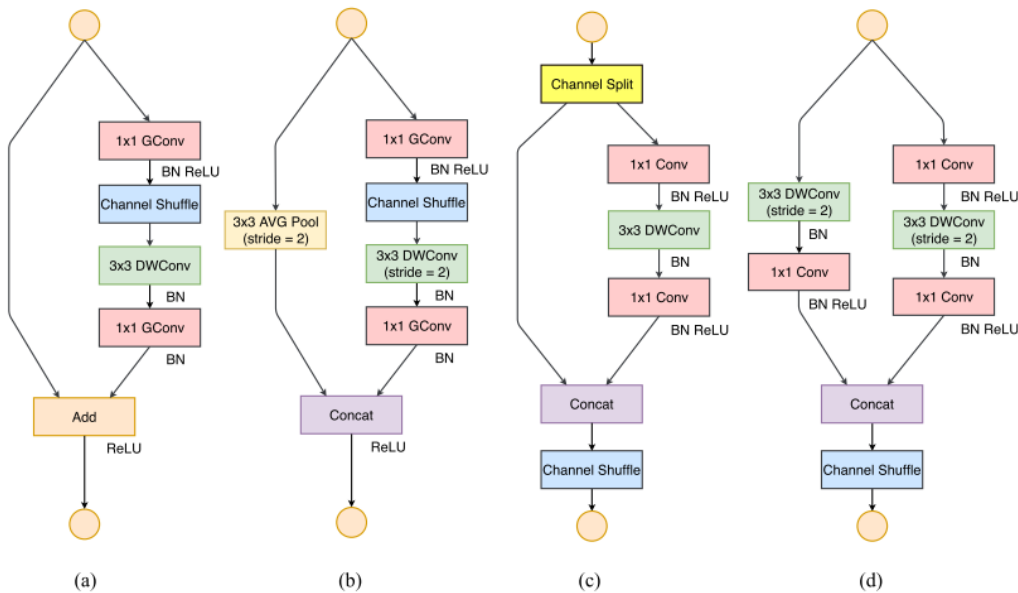 1x1 GConv
BN ReLU
Channel Shuffle
3x3 DWConv
BN
1x1 GConv
BN
Add
ReLU
(a)
1x1 GConv
BN ReLU
Channel Shuffle
3x3 AVG Pool
(stride = 2)
3x3 DWConv
(stride = 2)
BN
1x1 GConv
BN
Concat
ReLU
(b)
Channel Split
1x1 Conv
BN ReLU
3x3 DWConv
BN
1x1 Conv
BN ReLU
Concat
Channel Shuffle
(c)
3x3 DWConv
(stride = 2)
BN
1x1 Conv
BN ReLU
1x1 Conv
BN ReLU
3x3 DWConv
(stride = 2)
BN
1x1 Conv
BN ReLU
Concat
Channel Shuffle
(d)